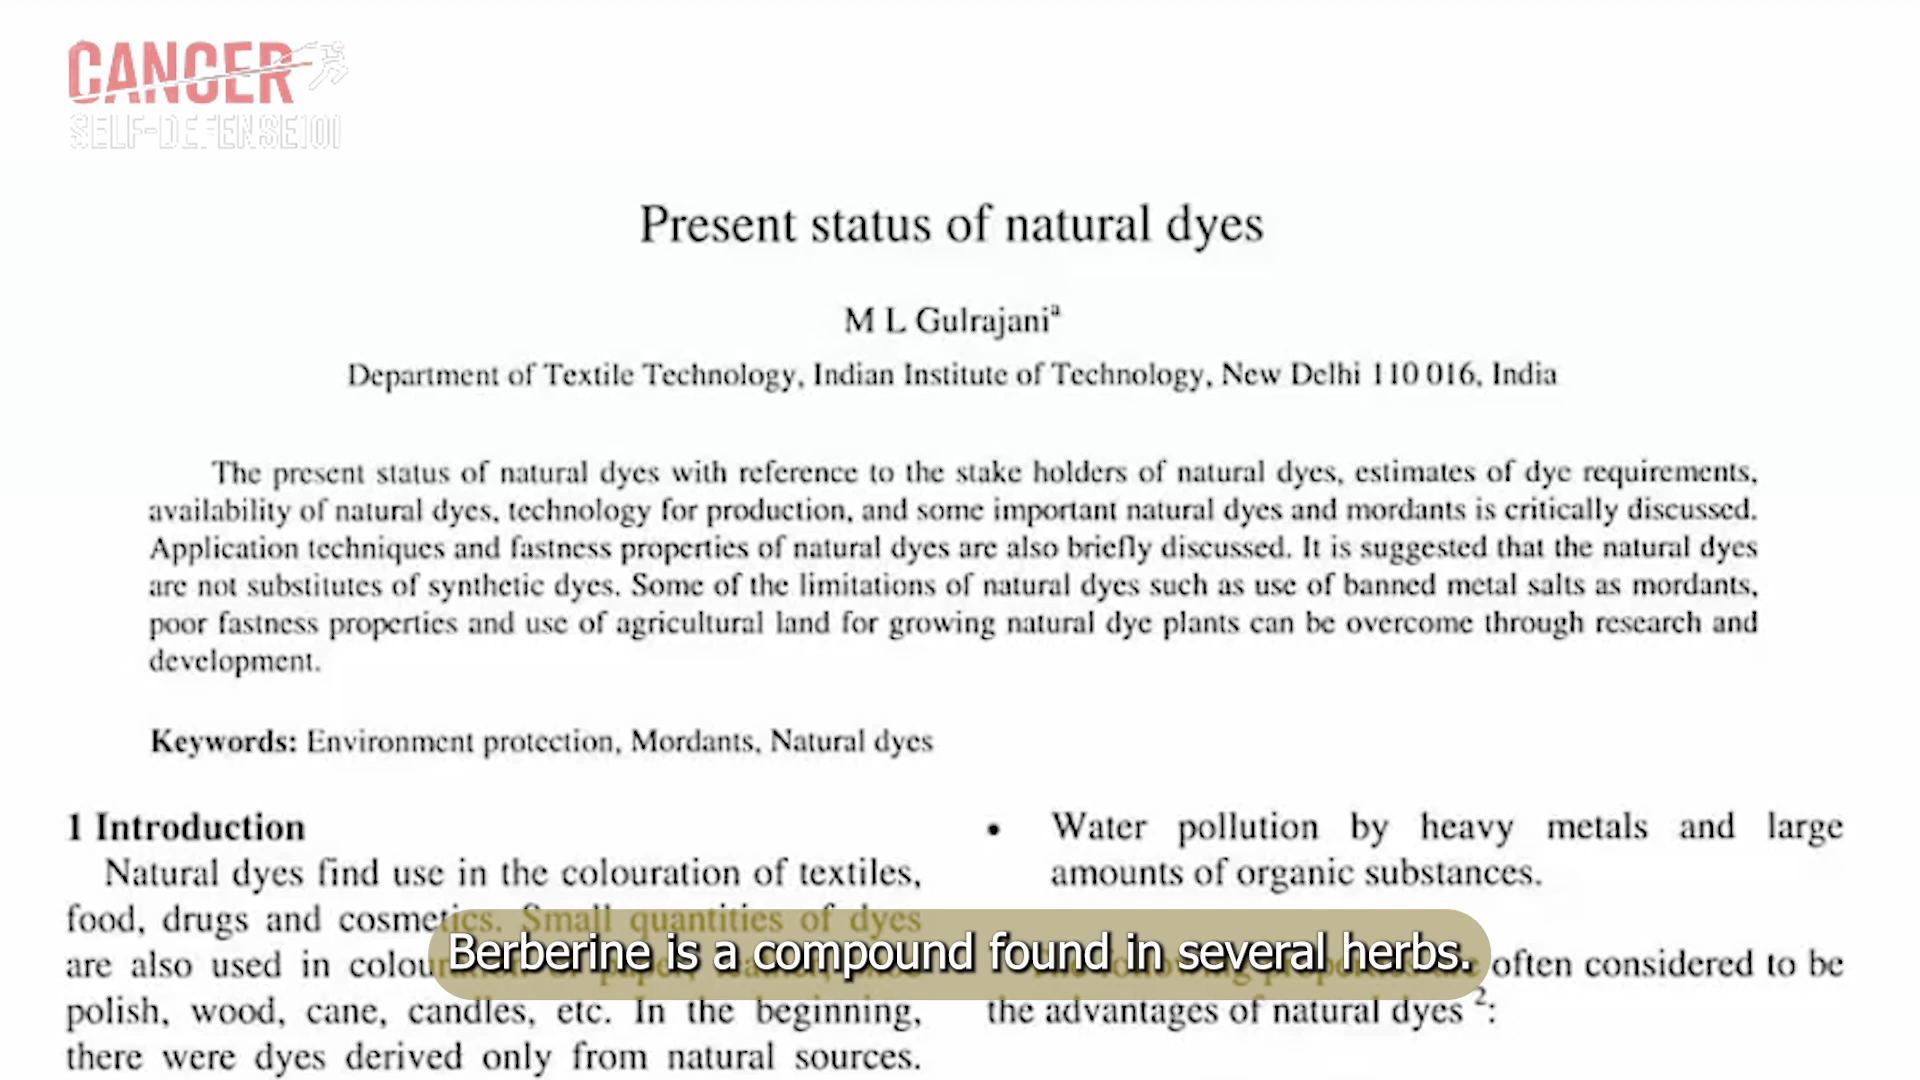 CANCER
SELF-DEFENSE101
Present status of natural dyes
M L Gulrajaniª
Department of Textile Technology, Indian Institute of Technology, New Delhi 110 016, India
The present status of natural dyes with reference to the stake holders of natural dyes, estimates of dye requirements,
availability of natural dyes, technology for production, and some important natural dyes and mordants is critically discussed.
Application techniques and fastness properties of natural dyes are also briefly discussed. It is suggested that the natural dyes
are not substitutes of synthetic dyes. Some of the limitations of natural dyes such as use of banned metal salts as mordants,
poor fastness properties and use of agricultural land for growing natural dye plants can be overcome through research and
development.
Keywords: Environment protection, Mordants, Natural dyes
1 Introduction
Natural dyes find use in the colouration of textiles,
food, drugs and cosmetics. Small quantities of dyes
are also used in
polish, wood, cane, candles, etc. In the beginning,
there were dyes derived only from natural sources.
• Water pollution by heavy metals and large
amounts of organic substances.
often considered to be
the advantages of natural dyes ²:
Berberine is a compound found in several herbs.